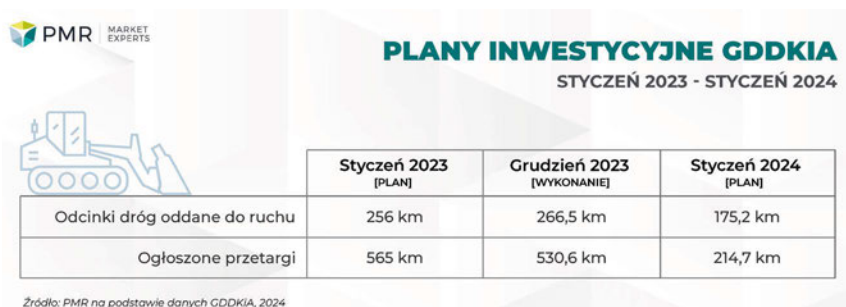 PMR MARKET EXPERTS
PLANY INWESTYCYJNE GDDKIA
STYCZEŃ 2023 - STYCZEŃ 2024
Styczeń 2023 Grudzień 2023 Styczeń 2024
[PLAN] [WYKONANIE] [PLAN]
Odcinki dróg oddane do ruchu 256 km 266,5 km 175,2 km
Ogłoszone przetargi 565 km 530,6 km 214,7 km
Źródło: PMR na podstawie danych GDDKiA, 2024